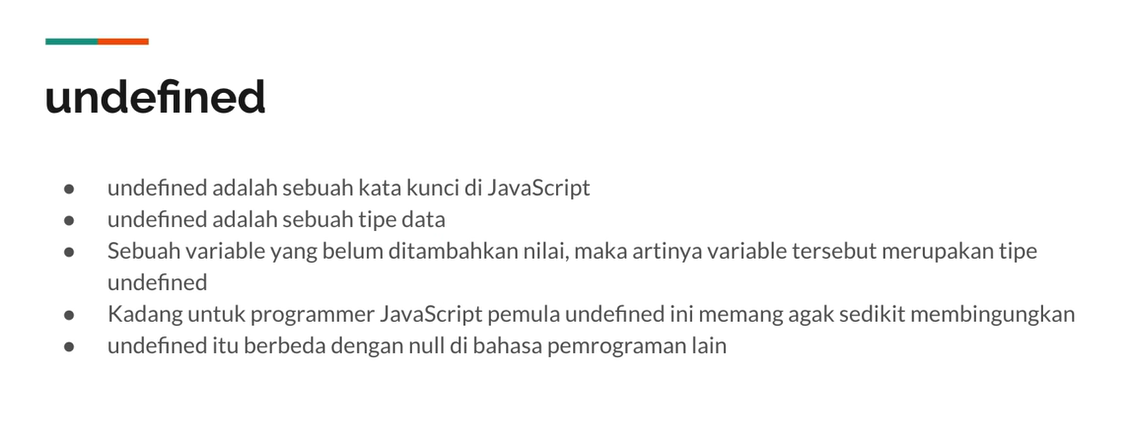 undefined
● undefined adalah sebuah kata kunci di JavaScript
● undefined adalah sebuah tipe data
● Sebuah variable yang belum ditambahkan nilai, maka artinya variable tersebut merupakan tipe
undefined
● Kadang untuk programmer JavaScript pemula undefined ini memang agak sedikit membingungkan
● undefined itu berbeda dengan null di bahasa pemrograman lain